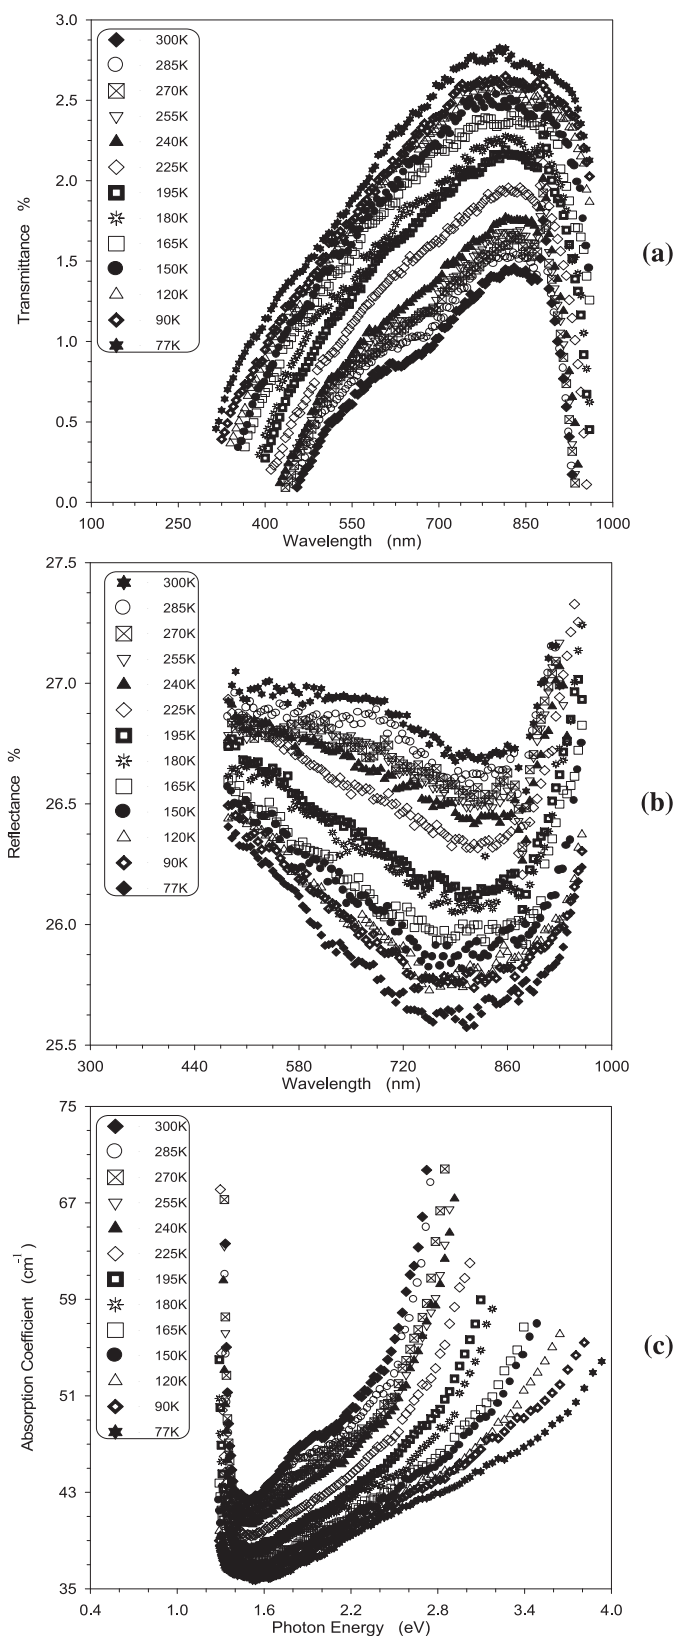 3.0
2.5
2.0
1.5
1.0
0.5
0.0
Transmittance %
300K
285K
270K
255K
240K
225K
195K
180K
165K
150K
120K
90K
77K
(a)
100 250 400 550 700 850 1000
Wavelength (nm)
27.5
27.0
26.5
26.0
25.5
Reflectance %
300K
285K
270K
255K
240K
225K
195K
180K
165K
150K
120K
90K
77K
(b)
300 440 580 720 860 1000
Wavelength (nm)
75
67
59
51
43
35
Absorption Coefficient (cm⁻¹)
300K
285K
270K
255K
240K
225K
195K
180K
165K
150K
120K
90K
77K
(c)
0.4 1.0 1.6 2.2 2.8 3.4 4.0
Photon Energy (eV)